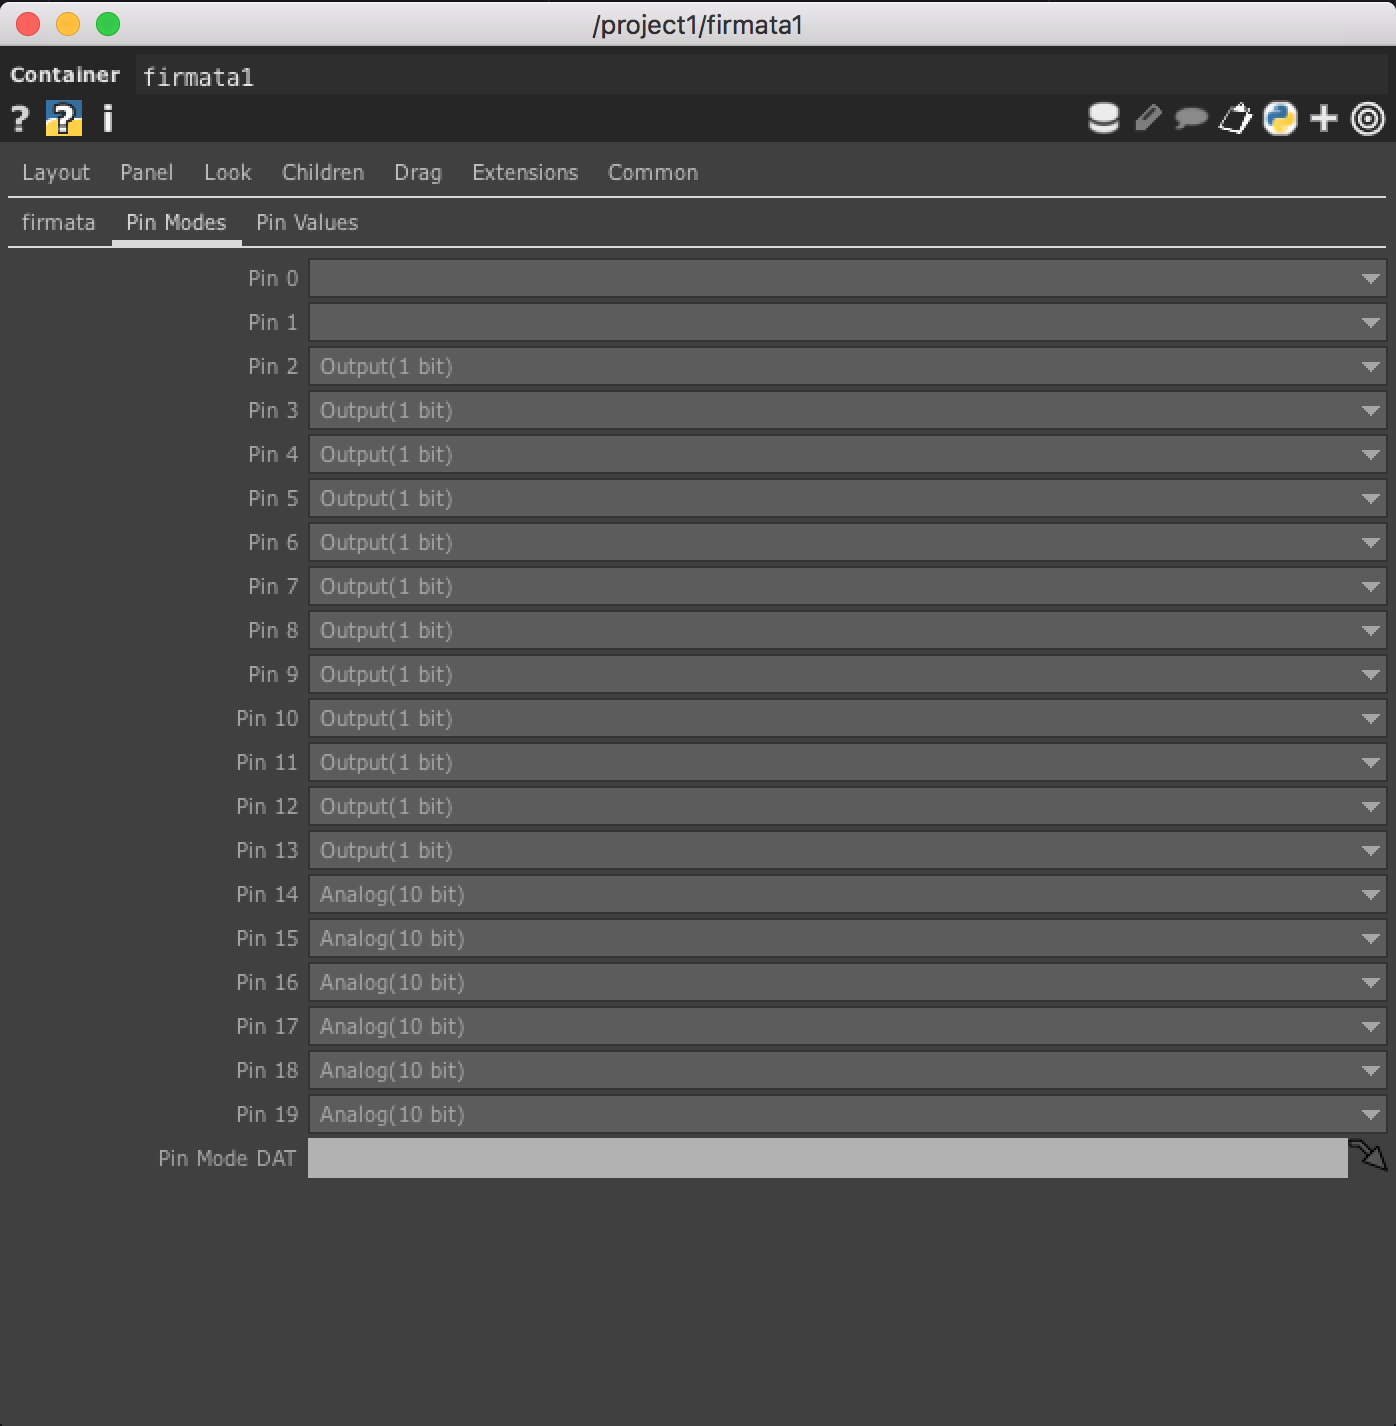 /project1/firmata1
Container firmata1
? ? i
Layout Panel Look Children Drag Extensions Common
firmata Pin Modes Pin Values
Pin 0
Pin 1
Pin 2 Output(1 bit)
Pin 3 Output(1 bit)
Pin 4 Output(1 bit)
Pin 5 Output(1 bit)
Pin 6 Output(1 bit)
Pin 7 Output(1 bit)
Pin 8 Output(1 bit)
Pin 9 Output(1 bit)
Pin 10 Output(1 bit)
Pin 11 Output(1 bit)
Pin 12 Output(1 bit)
Pin 13 Output(1 bit)
Pin 14 Analog(10 bit)
Pin 15 Analog(10 bit)
Pin 16 Analog(10 bit)
Pin 17 Analog(10 bit)
Pin 18 Analog(10 bit)
Pin 19 Analog(10 bit)
Pin Mode DAT